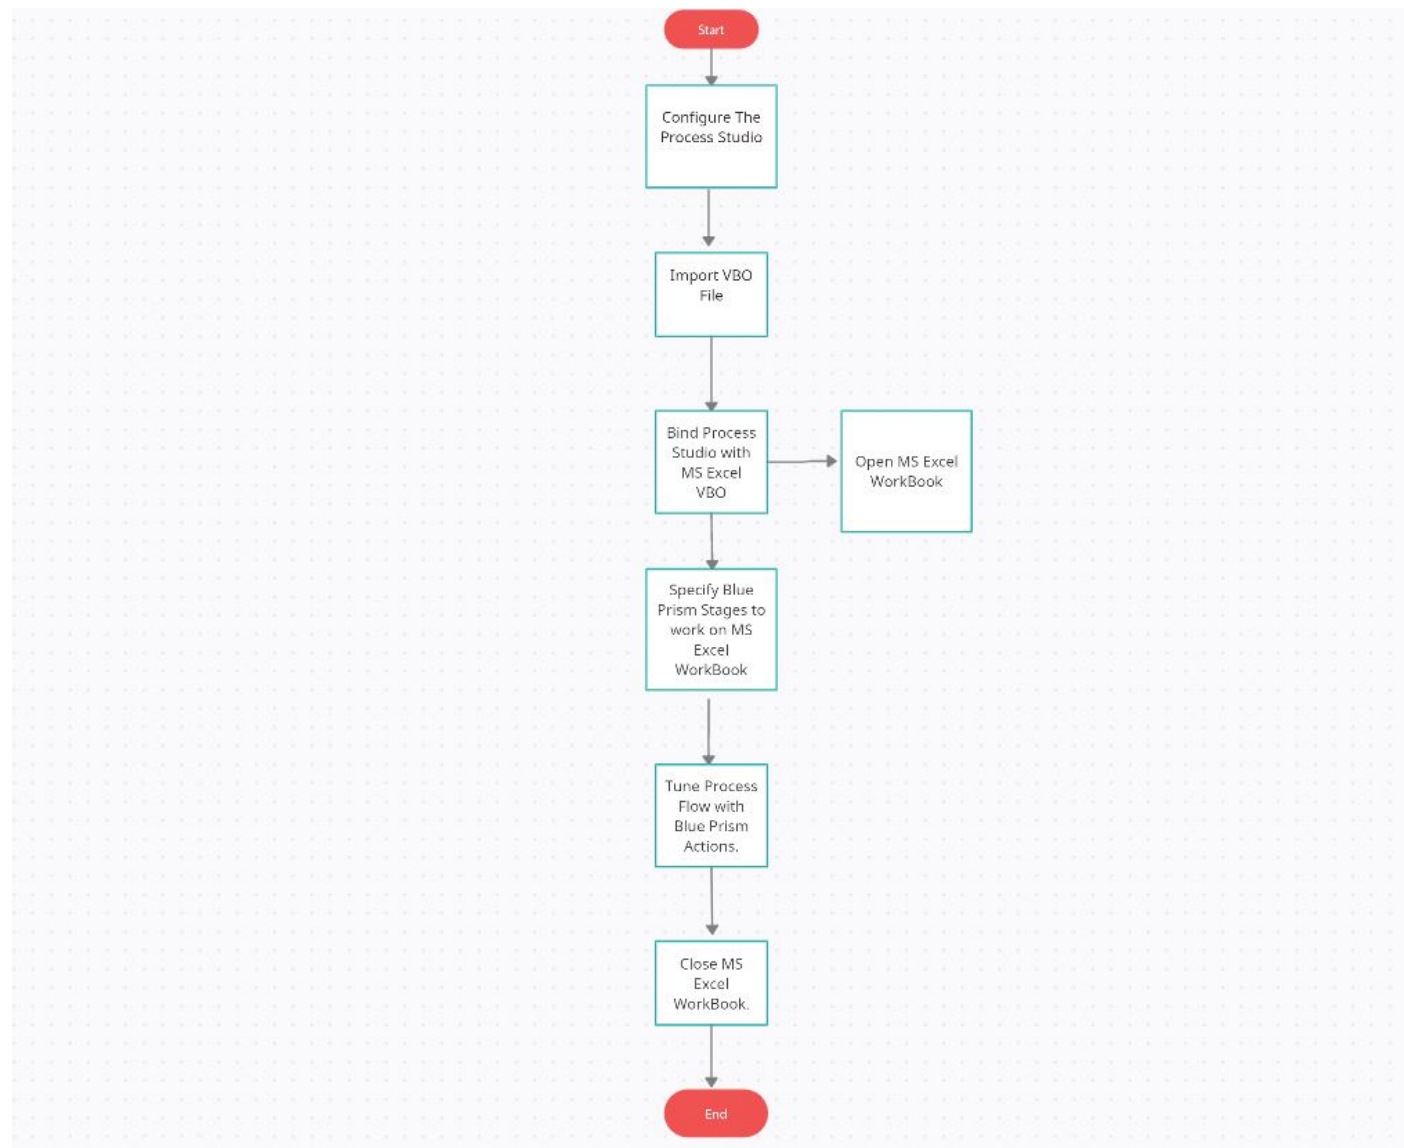 Start
Configure The
Process Studio
Import VBO
File
Bind Process
Studio with
MS Excel
VBO
Open MS Excel
WorkBook
Specify Blue
Prism Stages to
work on MS
Excel
WorkBook
Tune Process
Flow with
Blue Prism
Actions.
Close MS
Excel
WorkBook.
End